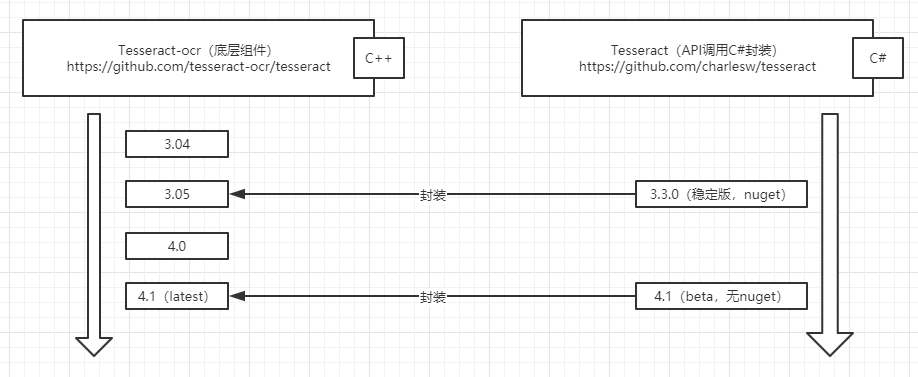 Tesseract-ocr（底层组件）
https://github.com/tesseract-ocr/tesseract
C++
Tesseract（API调用C#封装）
https://github.com/charlesw/tesseract
C#
3.04
3.05
封装
3.3.0（稳定版，nuget）
4.0
4.1（latest）
封装
4.1（beta，无nuget）